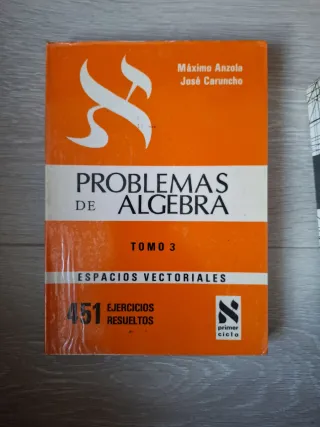 Máximo Anzola
José Caruncho
PROBLEMAS
DE ALGEBRA
TOMO 3
ESPACIOS VECTORIALES
451 EJERCICIOS
RESUELTOS
primer
ciclo